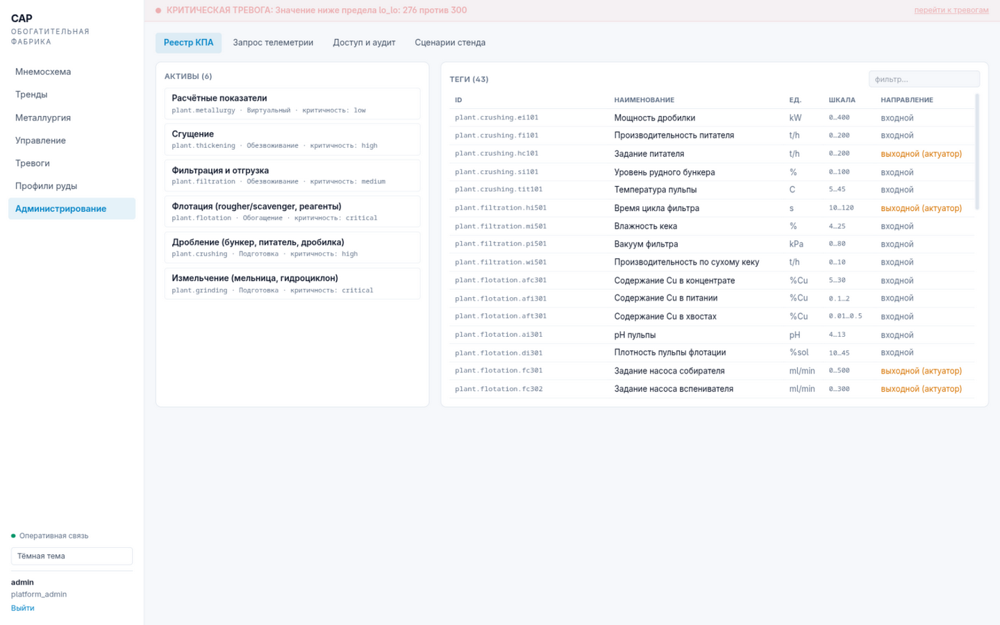 CAP
ОБОГАТИТЕЛЬНАЯ
ФАБРИКА
Мнемосхема
Тренды
Металлургия
Управление
Тревоги
Профили руды
Администрирование
Оперативная связь
Тёмная тема
admin
platform_admin
Выйти
КРИТИЧЕСКАЯ ТРЕВОГА: Значение ниже предела lo_lo: 276 против 300
перейти к тревогам
Реестр КПА Запрос телеметрии Доступ и аудит Сценарии стенда
АКТИВЫ (6)
Расчётные показатели
plant.metallurgy · Виртуальный · критичность: low
Сгущение
plant.thickening · Обезвоживание · критичность: high
Фильтрация и отгрузка
plant.filtration · Обезвоживание · критичность: medium
Флотация (rougher/scavenger, реагенты)
plant.flotation · Обогащение · критичность: critical
Дробление (бункер, питатель, дробилка)
plant.crushing · Подготовка · критичность: high
Измельчение (мельница, гидроциклон)
plant.grinding · Подготовка · критичность: critical
ТЕГИ (43)
фильтр...
ID НАИМЕНОВАНИЕ ЕД. ШКАЛА НАПРАВЛЕНИЕ
plant.crushing.ei101 Мощность дробилки kW 0…400 входной
plant.crushing.fi101 Производительность питателя t/h 0…200 входной
plant.crushing.hc101 Задание питателя t/h 0…200 выходной (актуатор)
plant.crushing.si101 Уровень рудного бункера % 0…100 входной
plant.crushing.tit101 Температура пульпы C 5…45 входной
plant.filtration.hi501 Время цикла фильтра s 10…120 выходной (актуатор)
plant.filtration.mi501 Влажность кека % 4…25 входной
plant.filtration.pi501 Вакуум фильтра kPa 0…80 входной
plant.filtration.wi501 Производительность по сухому кеку t/h 0…10 входной
plant.flotation.afc301 Содержание Cu в концентрате %Cu 5…30 входной
plant.flotation.afi301 Содержание Cu в питании %Cu 0.1…2 входной
plant.flotation.aft301 Содержание Cu в хвостах %Cu 0.01…0.5 входной
plant.flotation.ai301 pH пульпы pH 4…13 входной
plant.flotation.di301 Плотность пульпы флотации %sol 10…45 входной
plant.flotation.fc301 Задание насоса собирателя ml/min 0…500 выходной (актуатор)
plant.flotation.fc302 Задание насоса вспенивателя ml/min 0…300 выходной (актуатор)